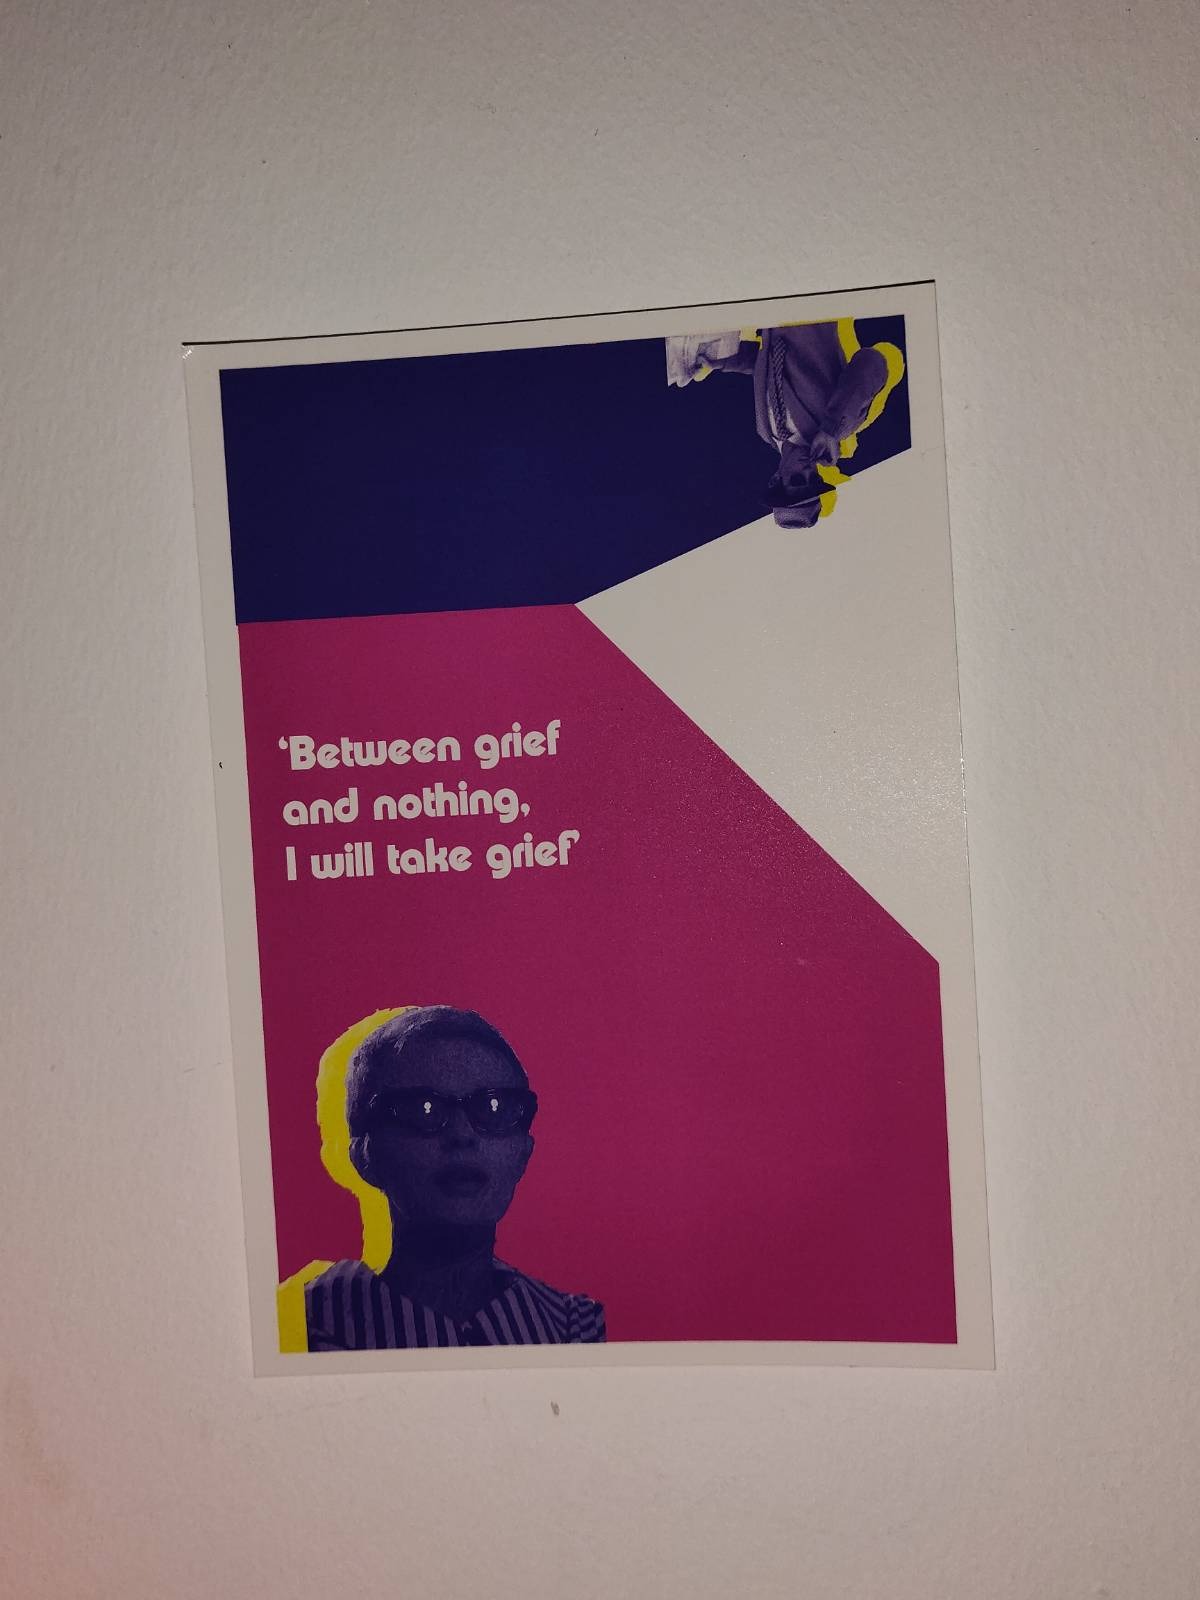 ‘Between grief
and nothing,
I will take grief’